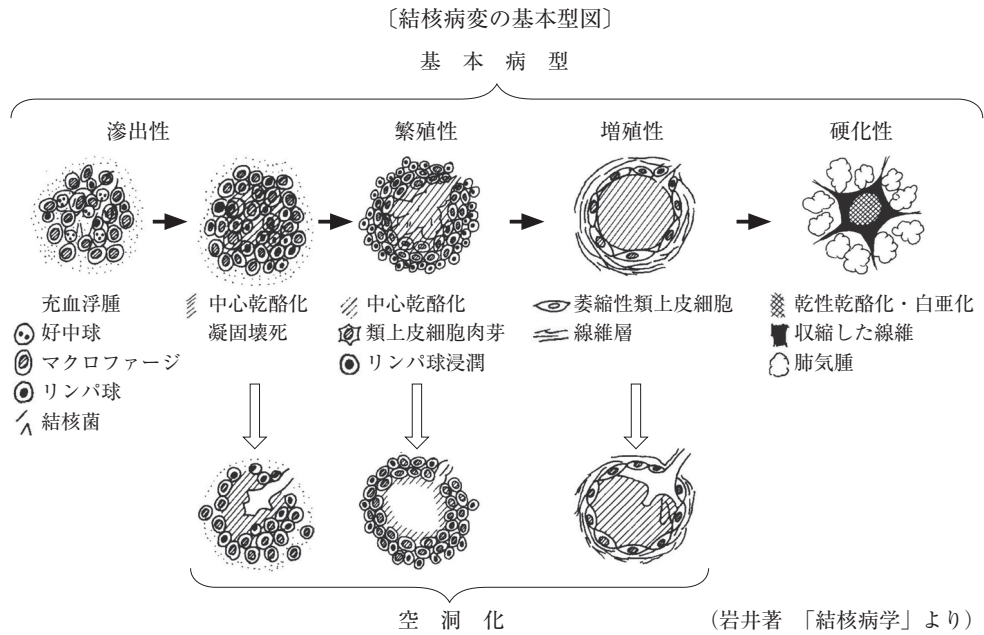 〔結核病変の基本型図〕
基 本 病 型
滲出性 繁殖性 増殖性 硬化性
充血浮腫
好中球
マクロファージ
リンパ球
結核菌
中心乾酪化
凝固壊死
中心乾酪化
類上皮細胞肉芽
リンパ球浸潤
萎縮性類上皮細胞
線維層
乾性乾酪化・白亜化
収縮した線維
肺気腫
空 洞 化
(岩井著 「結核病学」より)